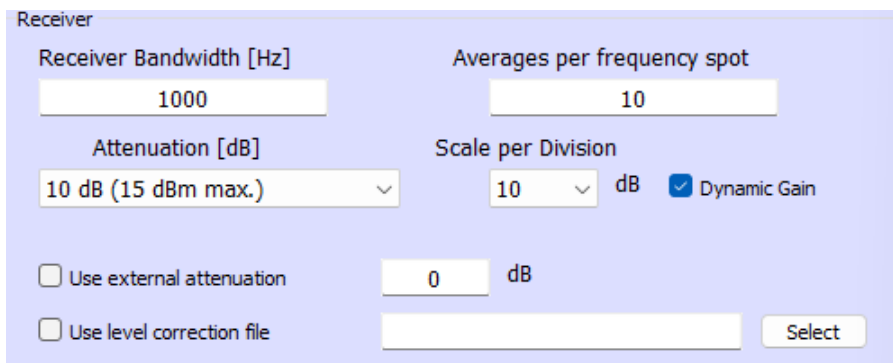 Receiver
Receiver Bandwidth [Hz] Averages per frequency spot
1000 10
Attenuation [dB] Scale per Division
10 dB (15 dBm max.) 10 dB Dynamic Gain
Use external attenuation 0 dB
Use level correction file Select